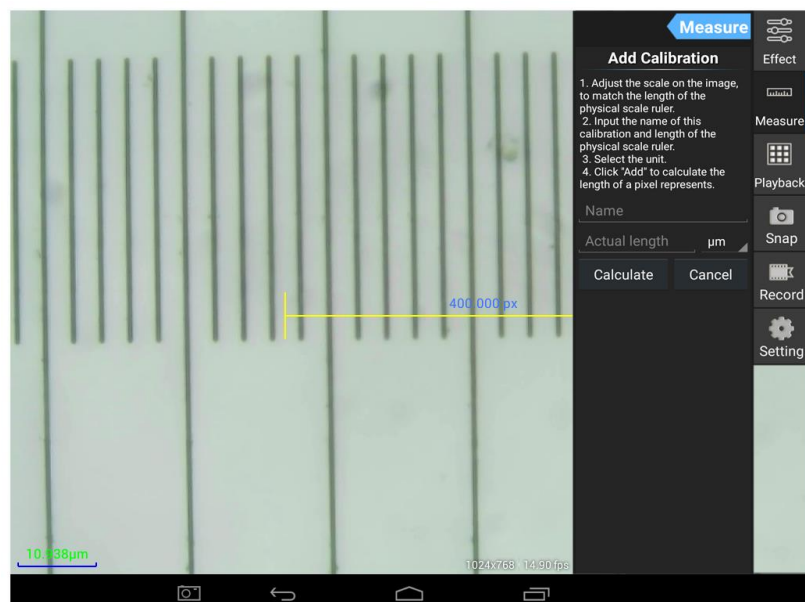 Measure
Add Calibration
1. Adjust the scale on the image,
to match the length of the
physical scale ruler.
2. Input the name of this
calibration and length of the
physical scale ruler.
3. Select the unit.
4. Click "Add" to calculate the
length of a pixel represents.
Name
Actual length μm
Calculate Cancel
Effect
Measure
Playback
Snap
Record
Setting
400.000 px
10.938μm
1024x768 14.90 fps